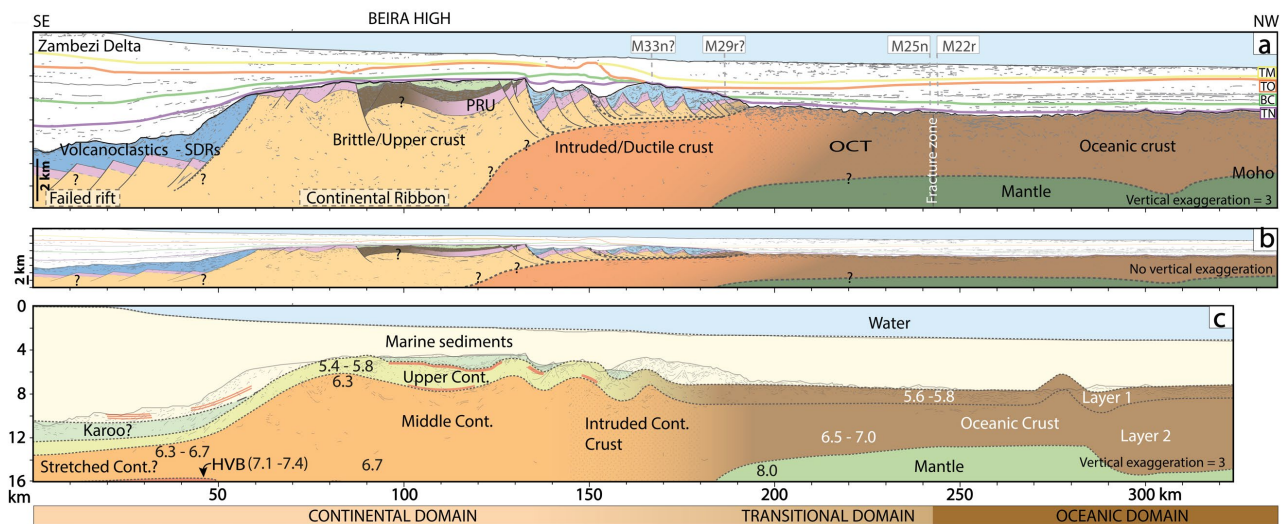 SE
BEIRA HIGH
NW
Zambezi Delta
M33n?
M29r?
M25n
M22r
a
TM
TO
BC
TN
?
PRU
Volcanoclastics - SDRs
Brittle/Upper crust
Intruded/Ductile crust
OCT
Oceanic crust
?
?
?
?
?
Moho
2 km
Failed rift
Continental Ribbon
Fracture zone
Mantle
Vertical exaggeration = 3
b
2 km
?
?
?
?
?
?
No vertical exaggeration
0
c
Water
Marine sediments
4
5.4 - 5.8
6.3
Upper Cont.
8
5.6 -5.8
Layer 1
Karoo?
Middle Cont.
Intruded Cont.
Crust
Oceanic Crust
12
6.3 - 6.7
6.5 - 7.0
Layer 2
Stretched Cont.?
HVB (7.1 -7.4)
6.7
8.0
Mantle
Vertical exaggeration = 3
16
km
50
100
150
200
250
300 km
CONTINENTAL DOMAIN
TRANSITIONAL DOMAIN
OCEANIC DOMAIN